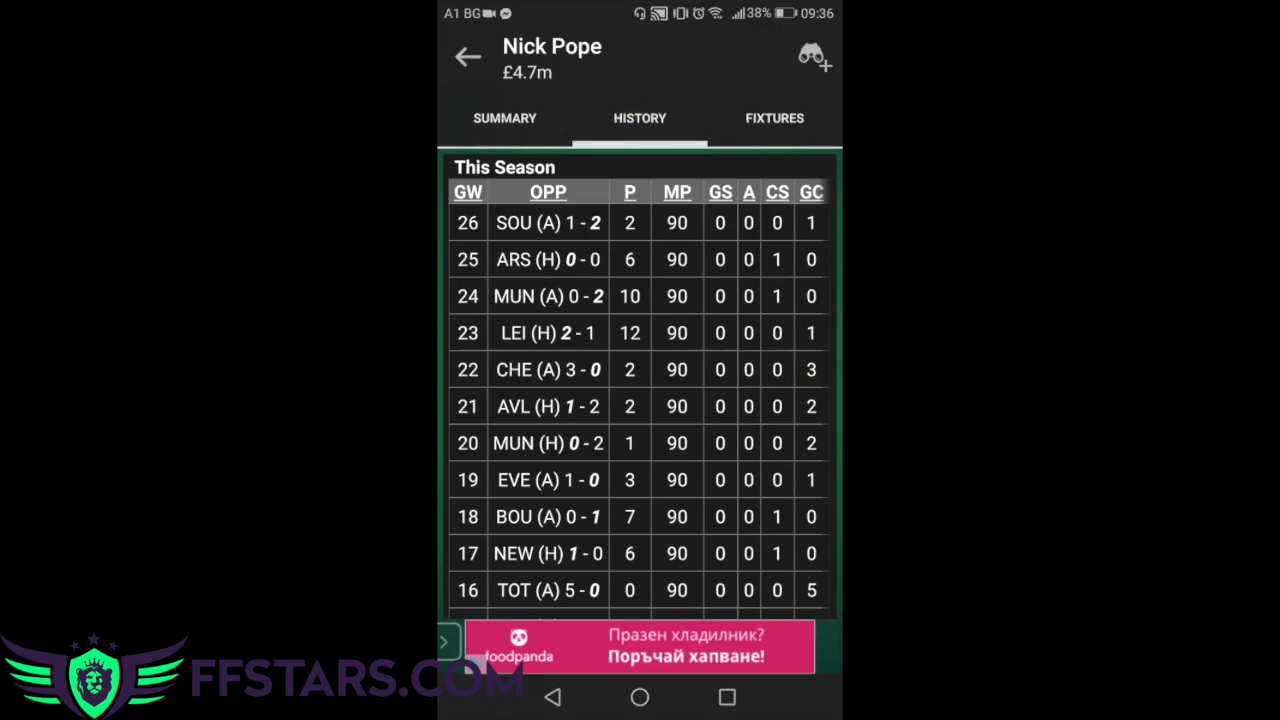 A1 BG 38% 09:36
Nick Pope
£4.7m
SUMMARY HISTORY FIXTURES
This Season
GW OPP P MP GS A CS GC
26 SOU (A) 1 - 2 2 90 0 0 0 1
25 ARS (H) 0 - 0 6 90 0 0 1 0
24 MUN (A) 0 - 2 10 90 0 0 1 0
23 LEI (H) 2 - 1 12 90 0 0 0 1
22 CHE (A) 3 - 0 2 90 0 0 0 3
21 AVL (H) 1 - 2 2 90 0 0 0 2
20 MUN (H) 0 - 2 1 90 0 0 0 2
19 EVE (A) 1 - 0 3 90 0 0 0 1
18 BOU (A) 0 - 1 7 90 0 0 1 0
17 NEW (H) 1 - 0 6 90 0 0 1 0
16 TOT (A) 5 - 0 0 90 0 0 0 5
foodpanda
Празен хладилник?
Поръчай хапване!
FFSTARS.COM